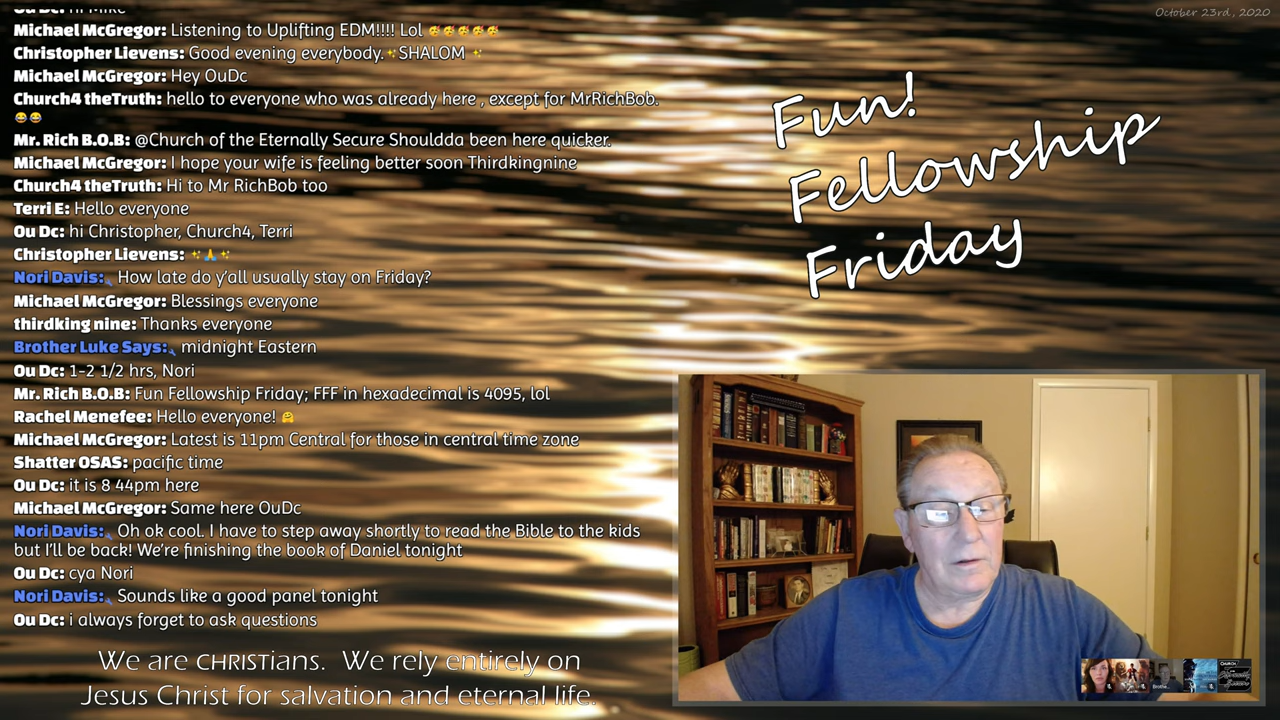 Ou Dc: hi Mike
Michael McGregor: Listening to Uplifting EDM!!!! Lol 🥳🥳🥳🥳🥳
Christopher Lievens: Good evening everybody.✨SHALOM ✨
Michael McGregor: Hey OuDc
Church4 theTruth: hello to everyone who was already here , except for MrRichBob.
😂😂
Mr. Rich B.O.B: @Church of the Eternally Secure Shouldda been here quicker.
Michael McGregor: I hope your wife is feeling better soon Thirdkingnine
Church4 theTruth: Hi to Mr RichBob too
Terri E: Hello everyone
Ou Dc: hi Christopher, Church4, Terri
Christopher Lievens: ✨🙏✨
Nori Davis: How late do y'all usually stay on Friday?
Michael McGregor: Blessings everyone
thirdking nine: Thanks everyone
Brother Luke Says: midnight Eastern
Ou Dc: 1-2 1/2 hrs, Nori
Mr. Rich B.O.B: Fun Fellowship Friday; FFF in hexadecimal is 4095, lol
Rachel Menefee: Hello everyone! 🤗
Michael McGregor: Latest is 11pm Central for those in central time zone
Shatter OSAS: pacific time
Ou Dc: it is 8 44pm here
Michael McGregor: Same here OuDc
Nori Davis: Oh ok cool. I have to step away shortly to read the Bible to the kids
but I'll be back! We're finishing the book of Daniel tonight
Ou Dc: cya Nori
Nori Davis: Sounds like a good panel tonight
Ou Dc: i always forget to ask questions
We are CHRISTians. We rely entirely on
Jesus Christ for salvation and eternal life.
October 23rd, 2020
Fun!
Fellowship
Friday
Brothe...
CHURCH